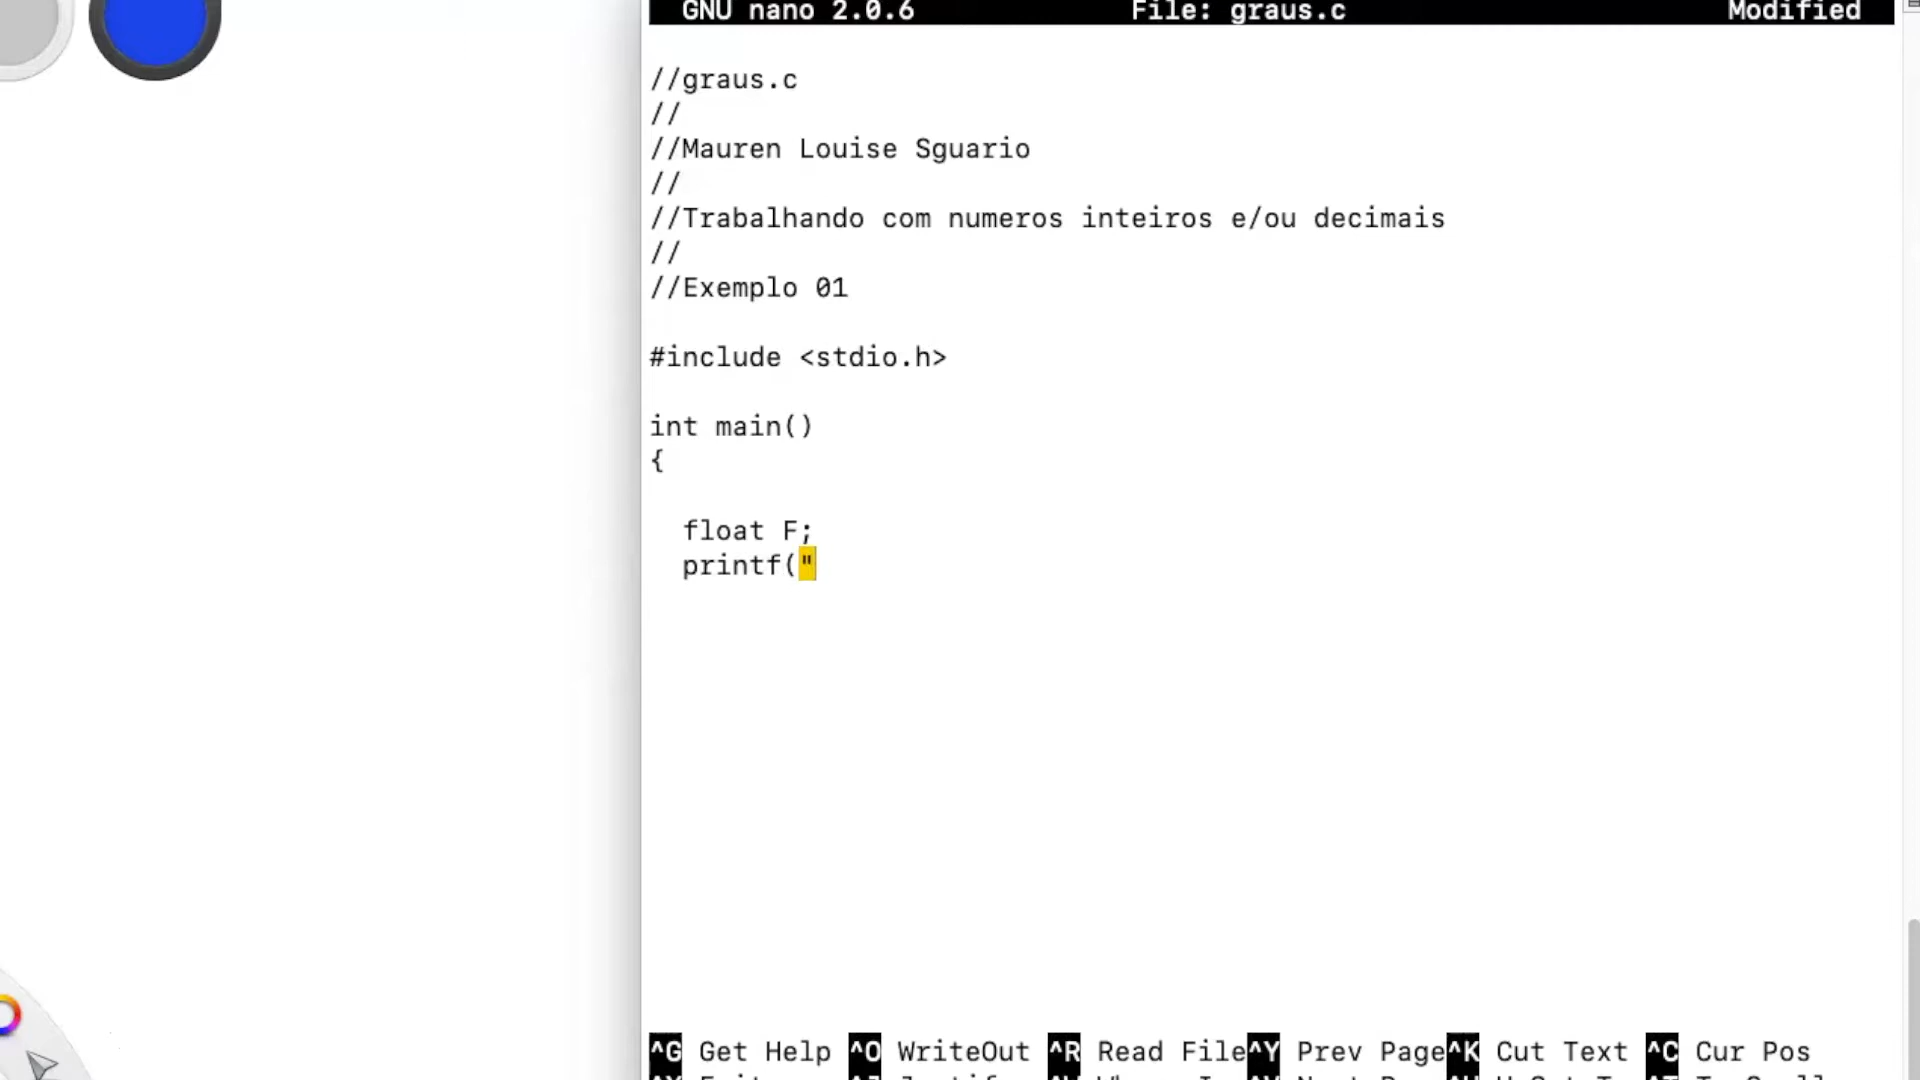 GNU nano 2.0.6 File: graus.c Modified
//graus.c
//
//Mauren Louise Sguario
//
//Trabalhando com numeros inteiros e/ou decimais
//
//Exemplo 01
#include <stdio.h>
int main()
{
float F;
printf("
^G Get Help ^O WriteOut ^R Read File ^Y Prev Page ^K Cut Text ^C Cur Pos